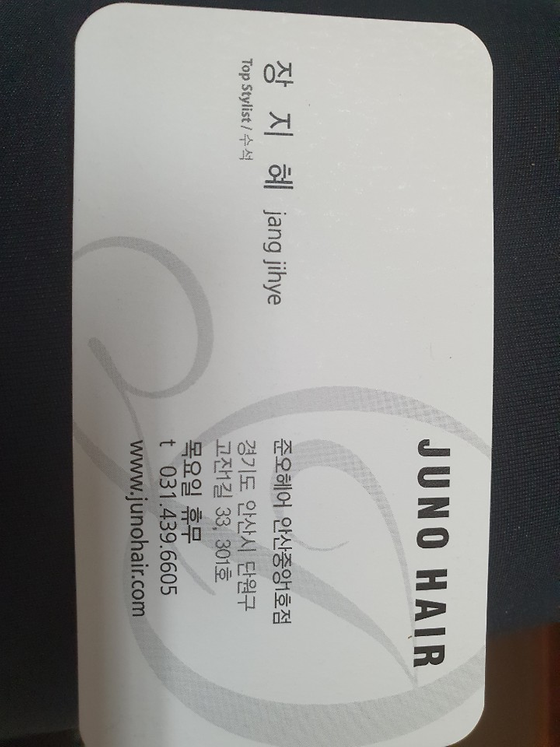 JUNO HAIR
장 지 혜 jang jihye
Top Stylist / 수석
준오헤어 안산중앙1호점
경기도 안산시 단원구
고잔1길 33, 301호
목요일 휴무
t 031.439.6605
www.junohair.com